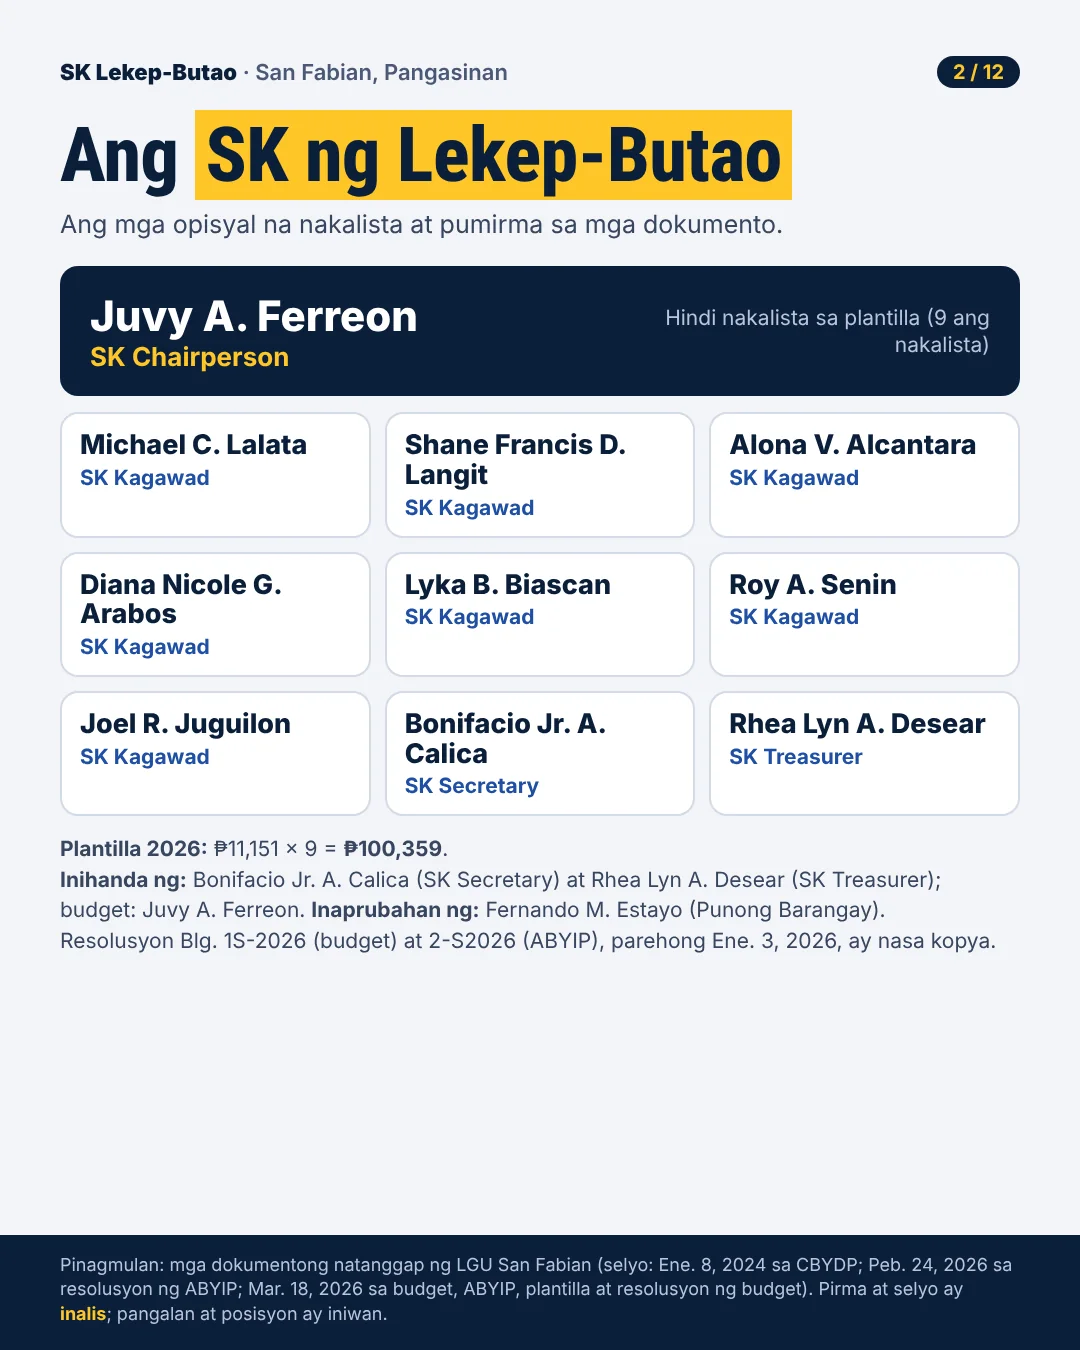 SK Lekep-Butao · San Fabian, Pangasinan
2 / 12
Ang SK ng Lekep-Butao
Ang mga opisyal na nakalista at pumirma sa mga dokumento.
Juvy A. Ferreon
SK Chairperson
Hindi nakalista sa plantilla (9 ang
nakalista)
Michael C. Lalata
SK Kagawad
Shane Francis D.
Langit
SK Kagawad
Alona V. Alcantara
SK Kagawad
Diana Nicole G.
Arabos
SK Kagawad
Lyka B. Biascan
SK Kagawad
Roy A. Senin
SK Kagawad
Joel R. Juguilon
SK Kagawad
Bonifacio Jr. A.
Calica
SK Secretary
Rhea Lyn A. Desear
SK Treasurer
Plantilla 2026: ₱11,151 × 9 = ₱100,359.
Inihanda ng: Bonifacio Jr. A. Calica (SK Secretary) at Rhea Lyn A. Desear (SK Treasurer);
budget: Juvy A. Ferreon. Inaprubahan ng: Fernando M. Estayo (Punong Barangay).
Resolusyon Blg. 1S-2026 (budget) at 2-S2026 (ABYIP), parehong Ene. 3, 2026, ay nasa kopya.
Pinagmulan: mga dokumentong natanggap ng LGU San Fabian (selyo: Ene. 8, 2024 sa CBYDP; Peb. 24, 2026 sa
resolusyon ng ABYIP; Mar. 18, 2026 sa budget, ABYIP, plantilla at resolusyon ng budget). Pirma at selyo ay
inalis; pangalan at posisyon ay iniwan.